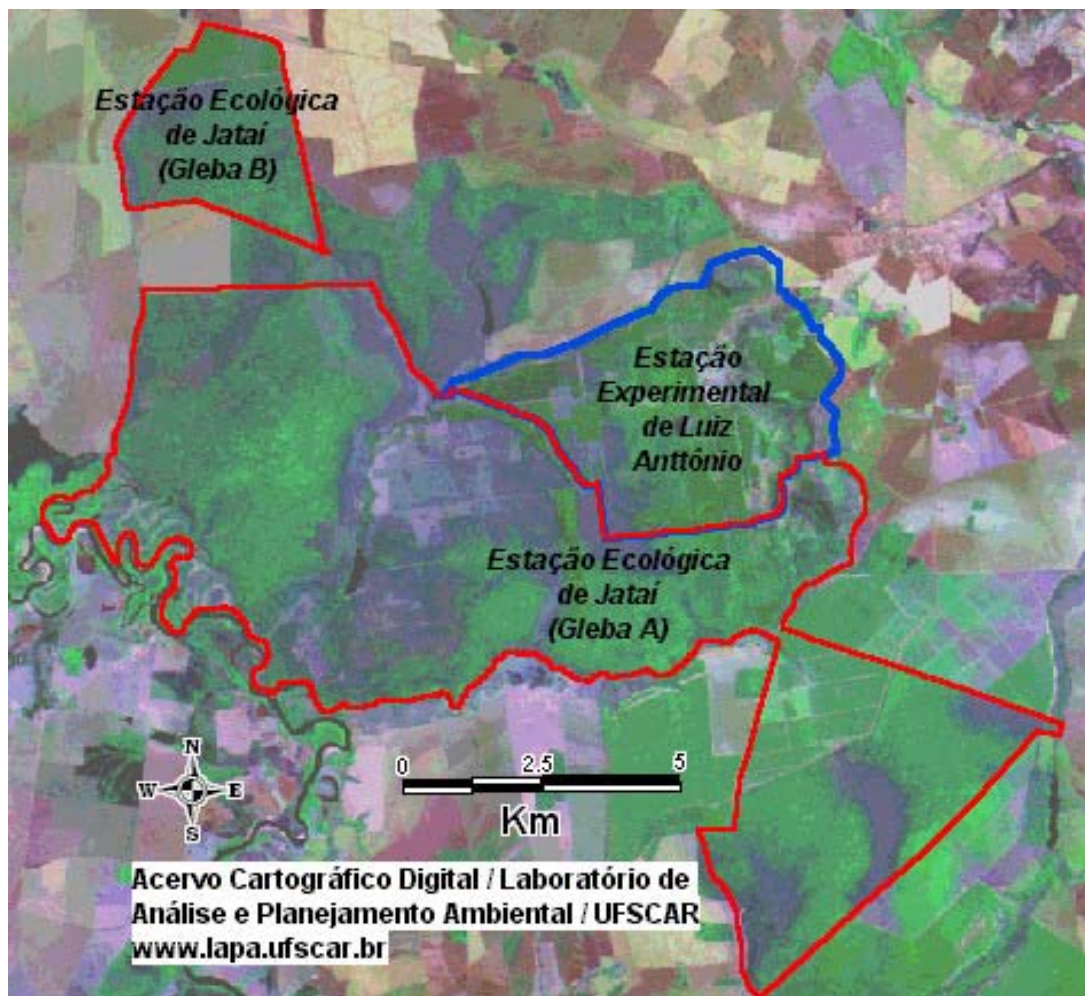 Estação Ecológica
de Jataí
(Gleba B)
Estação
Experimental
de Luiz
Anttônio
Estação Ecológica
de Jataí
(Gleba A)
N
W E
S
0 2.5 5
Km
Acervo Cartográfico Digital / Laboratório de
Análise e Planejamento Ambiental / UFSCAR
www.lapa.ufscar.br